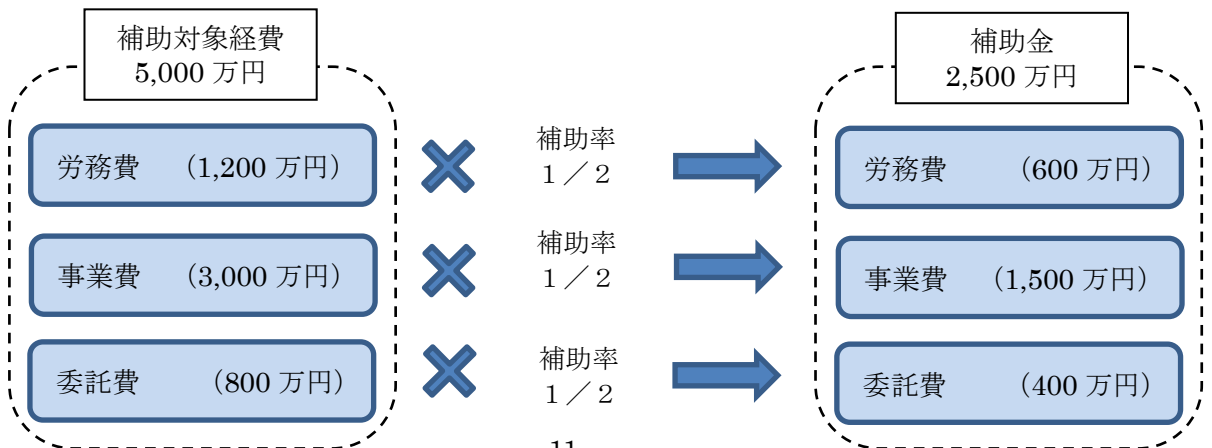 補助対象経費
5,000 万円
補助金
2,500 万円
労務費 (1,200 万円)
補助率
1／2
労務費 (600 万円)
事業費 (3,000 万円)
補助率
1／2
事業費 (1,500 万円)
委託費 (800 万円)
補助率
1／2
委託費 (400 万円)
11